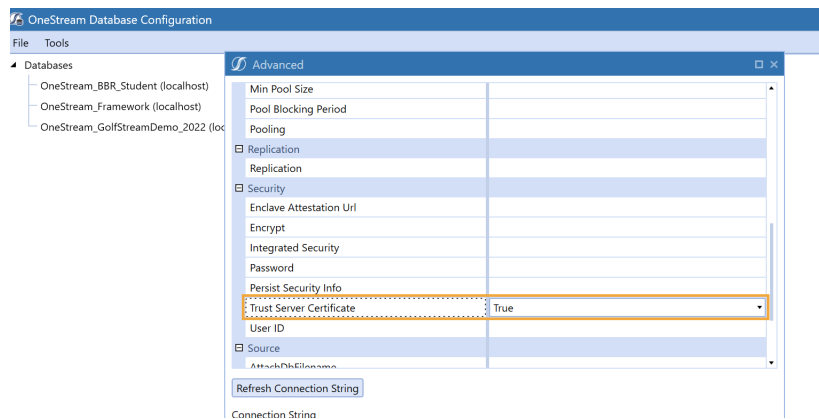 OneStream Database Configuration
File Tools
Databases
OneStream_BBR_Student (localhost)
OneStream_Framework (localhost)
OneStream_GolfStreamDemo_2022 (loc
Advanced
Min Pool Size
Pool Blocking Period
Pooling
Replication
Replication
Security
Enclave Attestation Url
Encrypt
Integrated Security
Password
Persist Security Info
Trust Server Certificate True
User ID
Source
AttachDbFilename
Refresh Connection String
Connection String